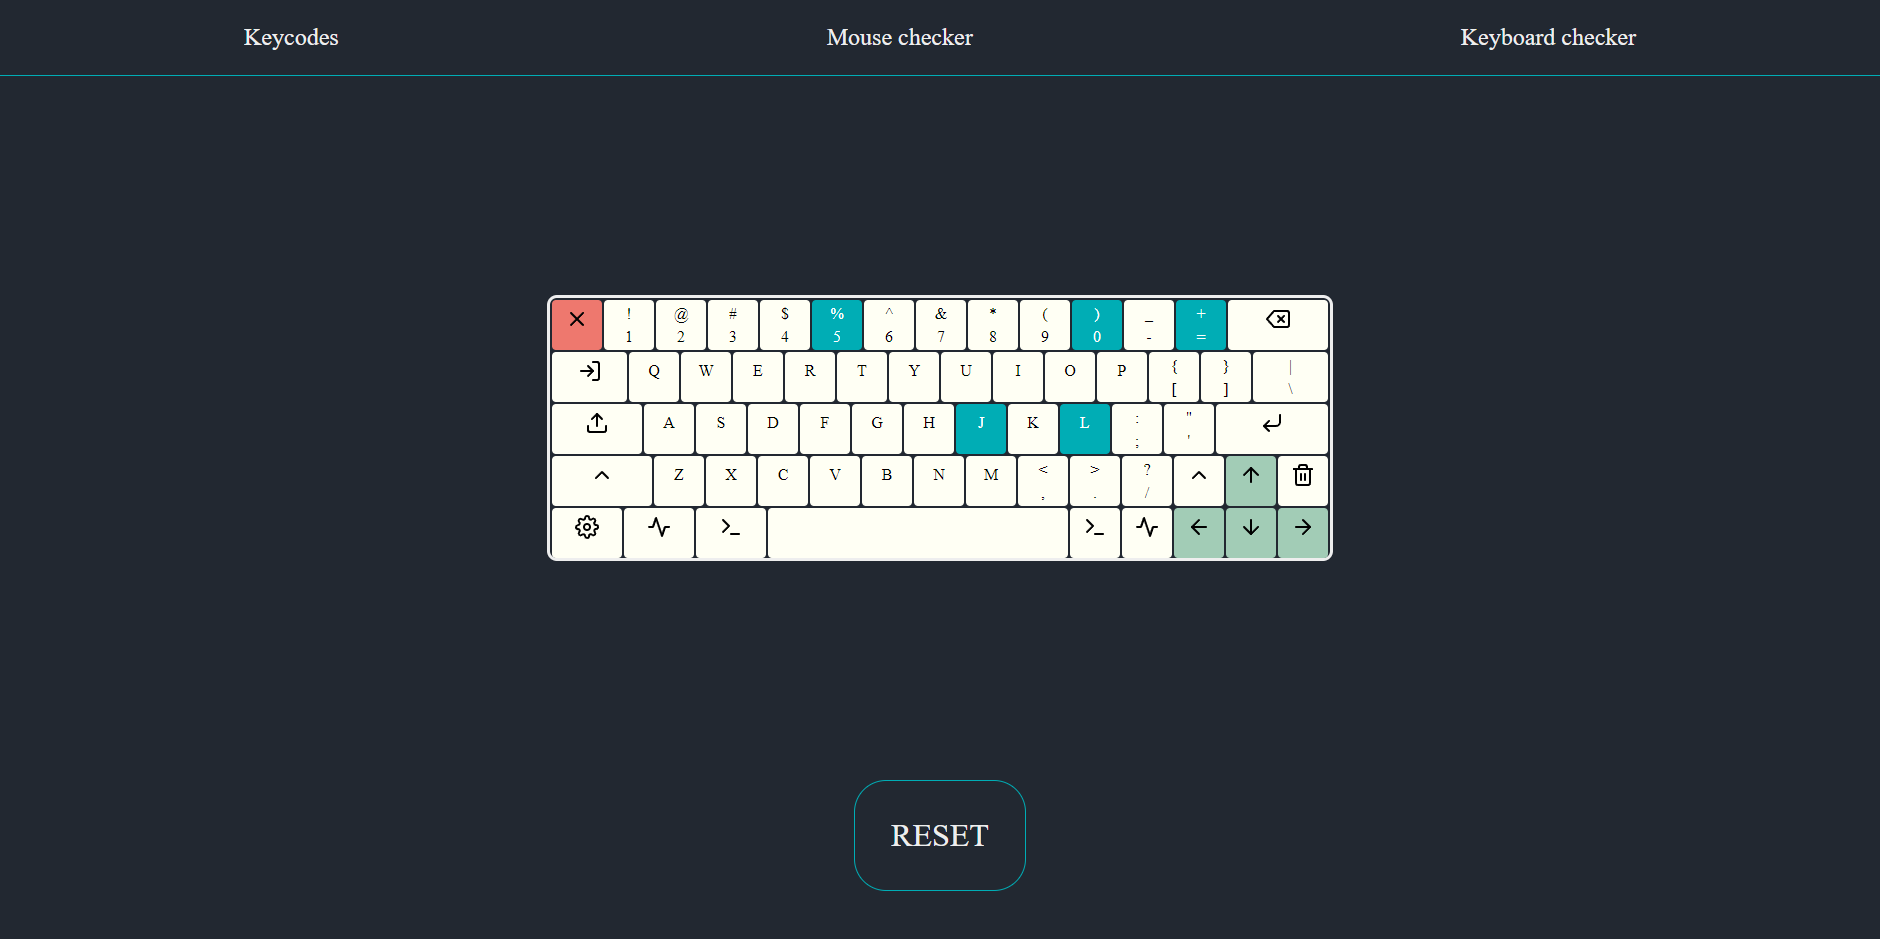 Keycodes Mouse checker Keyboard checker
! @ # $ % ^ & * ( ) _ +
1 2 3 4 5 6 7 8 9 0 - =
Q W E R T Y U I O P { } |
[ ] \
A S D F G H J K L : "
; '
Z X C V B N M < > ?
, . /
RESET